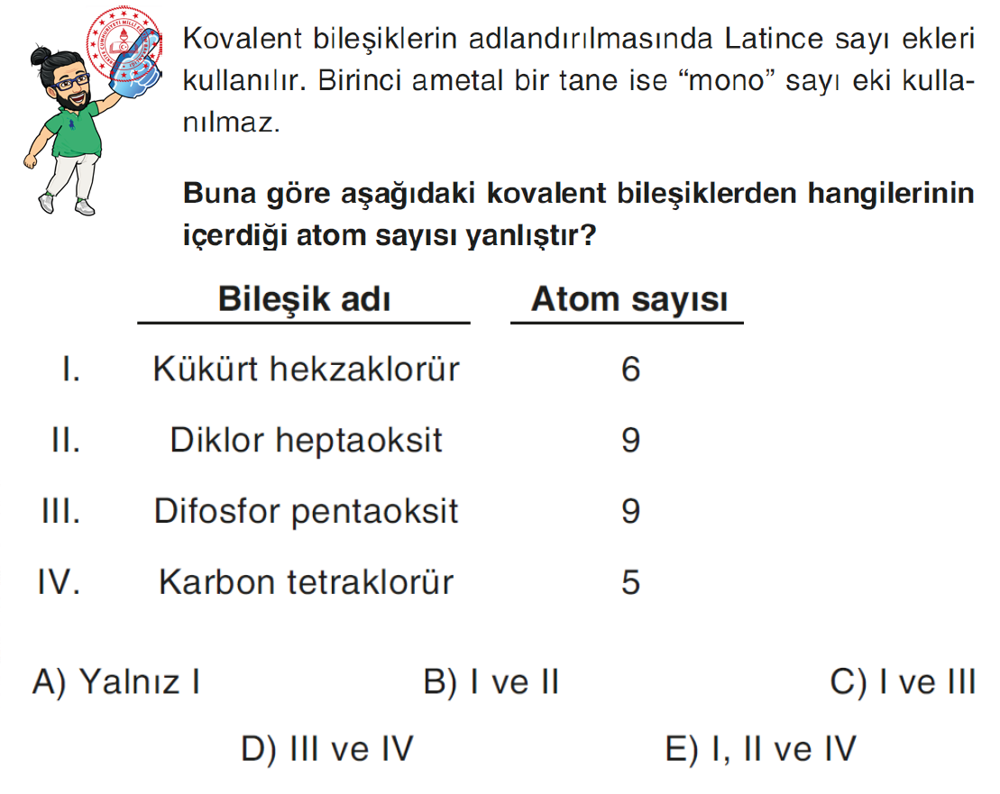 Kovalent bileşiklerin adlandırılmasında Latince sayı ekleri
kullanılır. Birinci ametal bir tane ise “mono” sayı eki kulla-
nılmaz.
Buna göre aşağıdaki kovalent bileşiklerden hangilerinin
içerdiği atom sayısı yanlıştır?
Bileşik adı Atom sayısı
I. Kükürt hekzaklorür 6
II. Diklor heptaoksit 9
III. Difosfor pentaoksit 9
IV. Karbon tetraklorür 5
A) Yalnız I B) I ve II C) I ve III
D) III ve IV E) I, II ve IV